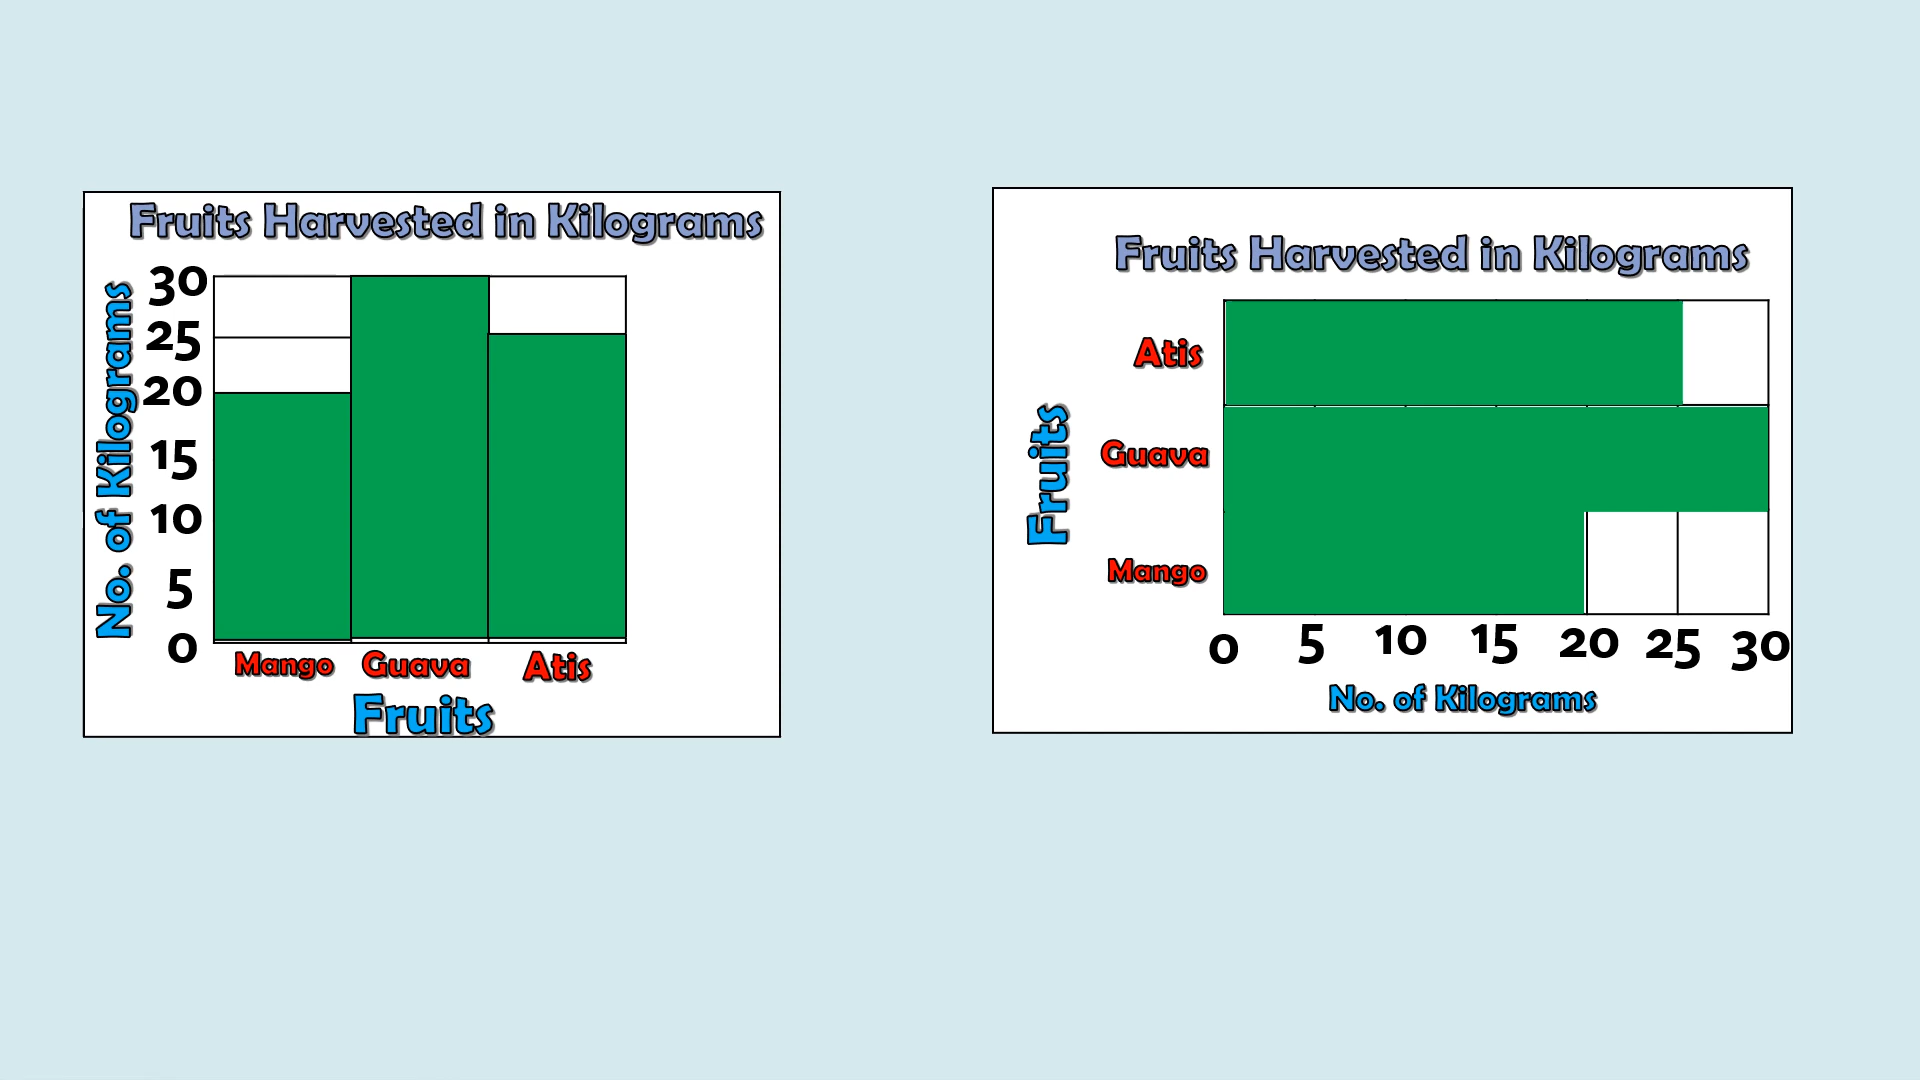 Fruits Harvested in Kilograms
No. of Kilograms
30
25
20
15
10
5
0
Mango Guava Atis
Fruits
Fruits Harvested in Kilograms
Fruits
Atis
Guava
Mango
0 5 10 15 20 25 30
No. of Kilograms